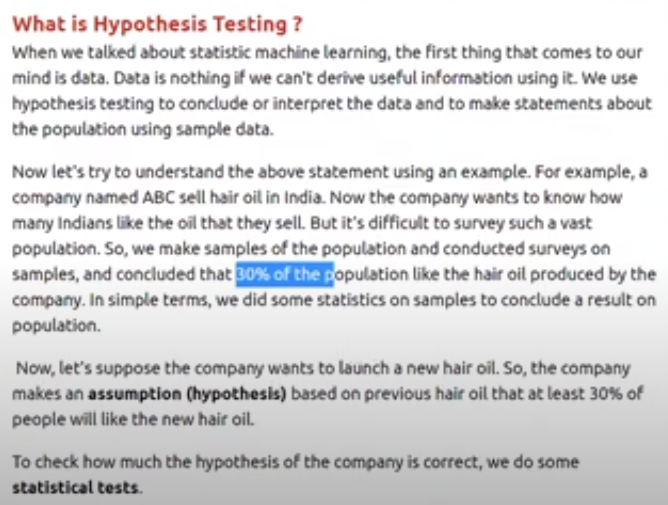 What is Hypothesis Testing ?
When we talked about statistic machine learning, the first thing that comes to our
mind is data. Data is nothing if we can't derive useful information using it. We use
hypothesis testing to conclude or interpret the data and to make statements about
the population using sample data.
Now let's try to understand the above statement using an example. For example, a
company named ABC sell hair oil in India. Now the company wants to know how
many Indians like the oil that they sell. But it's difficult to survey such a vast
population. So, we make samples of the population and conducted surveys on
samples, and concluded that 30% of the population like the hair oil produced by the
company. In simple terms, we did some statistics on samples to conclude a result on
population.
Now, let's suppose the company wants to launch a new hair oil. So, the company
makes an assumption (hypothesis) based on previous hair oil that at least 30% of
people will like the new hair oil.
To check how much the hypothesis of the company is correct, we do some
statistical tests.